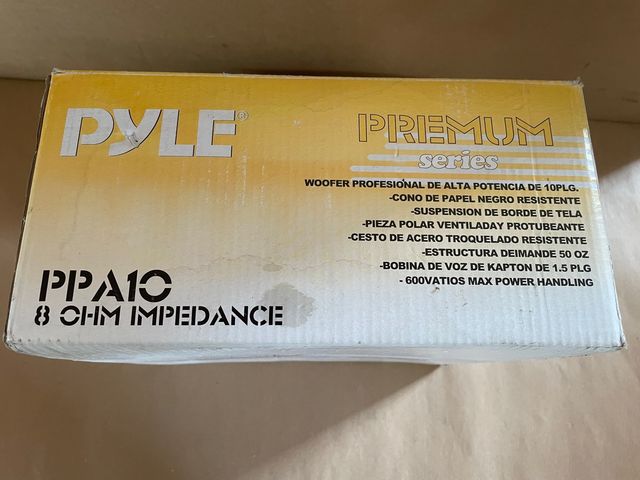 PYLE®
PREMIUM
series
WOOFER PROFESIONAL DE ALTA POTENCIA DE 10PLG.
-CONO DE PAPEL NEGRO RESISTENTE
-SUSPENSION DE BORDE DE TELA
-PIEZA POLAR VENTILADAY PROTUBEANTE
-CESTO DE ACERO TROQUELADO RESISTENTE
-ESTRUCTURA DEIMANDE 50 OZ
-BOBINA DE VOZ DE KAPTON DE 1.5 PLG
- 600VATIOS MAX POWER HANDLING
PPA10
8 OHM IMPEDANCE